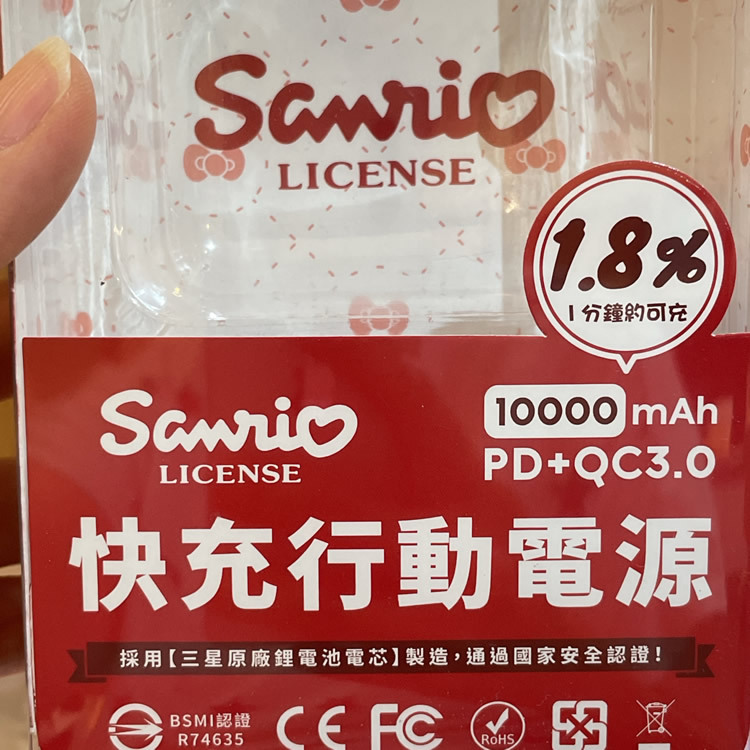 Sanrio
LICENSE
1.8%
1分鐘約可充
Sanrio
LICENSE
10000 mAh
PD+QC3.0
快充行動電源
採用【三星原廠鋰電池電芯】製造，通過國家安全認證！
BSMI認證
R74635
CE FC RoHS